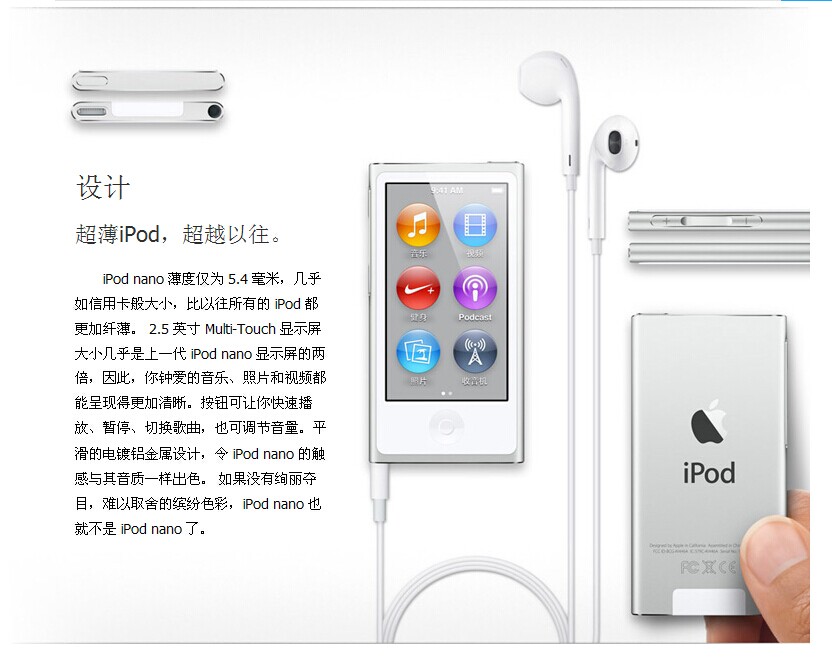 设计
超薄iPod，超越以往。
iPod nano 薄度仅为 5.4 毫米，几乎
如信用卡般大小，比以往所有的 iPod 都
更加纤薄。 2.5 英寸 Multi-Touch 显示屏
大小几乎是上一代 iPod nano 显示屏的两
倍，因此，你钟爱的音乐、照片和视频都
能呈现得更加清晰。按钮可让你快速播
放、暂停、切换歌曲，也可调节音量。平
滑的电镀铝金属设计，令 iPod nano 的触
感与其音质一样出色。 如果没有绚丽夺
目，难以取舍的缤纷色彩，iPod nano 也
就不是 iPod nano 了。
9:41 AM
音乐
视频
健身
Podcast
照片
收音机
iPod